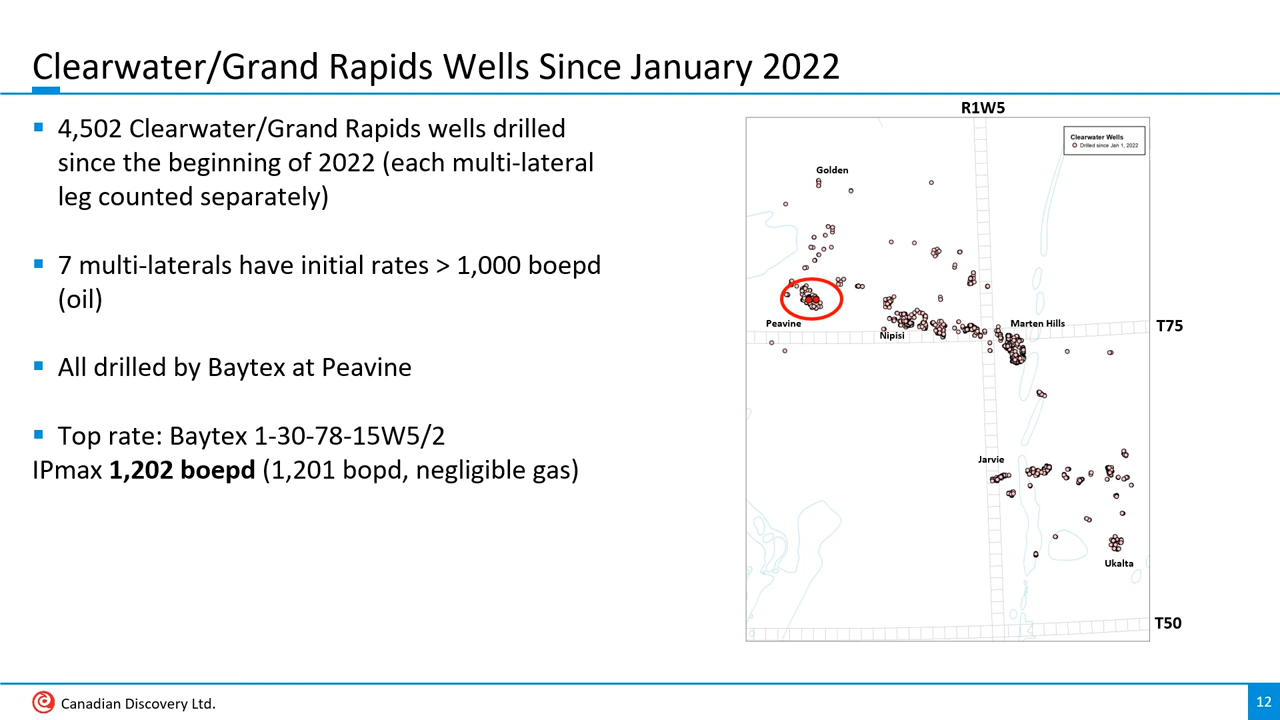 Clearwater/Grand Rapids Wells Since January 2022
▪ 4,502 Clearwater/Grand Rapids wells drilled
since the beginning of 2022 (each multi-lateral
leg counted separately)
▪ 7 multi-laterals have initial rates > 1,000 boepd
(oil)
▪ All drilled by Baytex at Peavine
▪ Top rate: Baytex 1-30-78-15W5/2
IPmax 1,202 boepd (1,201 bopd, negligible gas)
R1W5
Clearwater Wells
Drilled since Jan 1, 2022
Golden
Peavine
Nipisi
Marten Hills
T75
Jarvie
Ukalta
T50
Canadian Discovery Ltd.
12